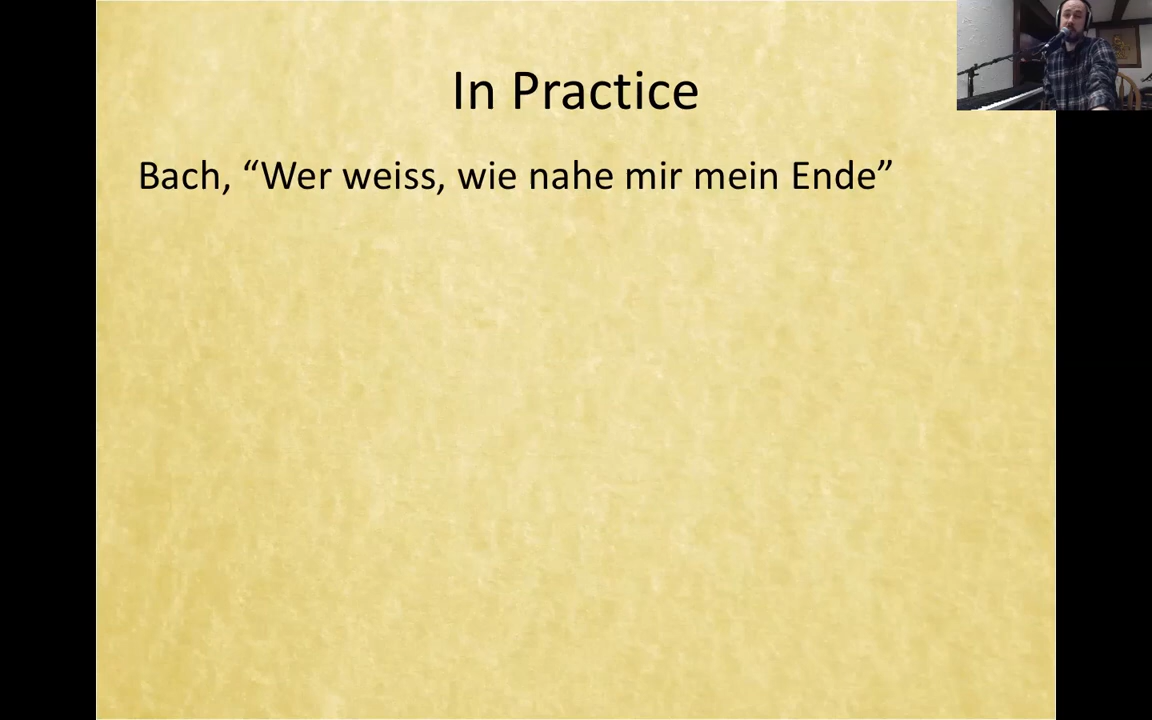 In Practice
Bach, “Wer weiss, wie nahe mir mein Ende”